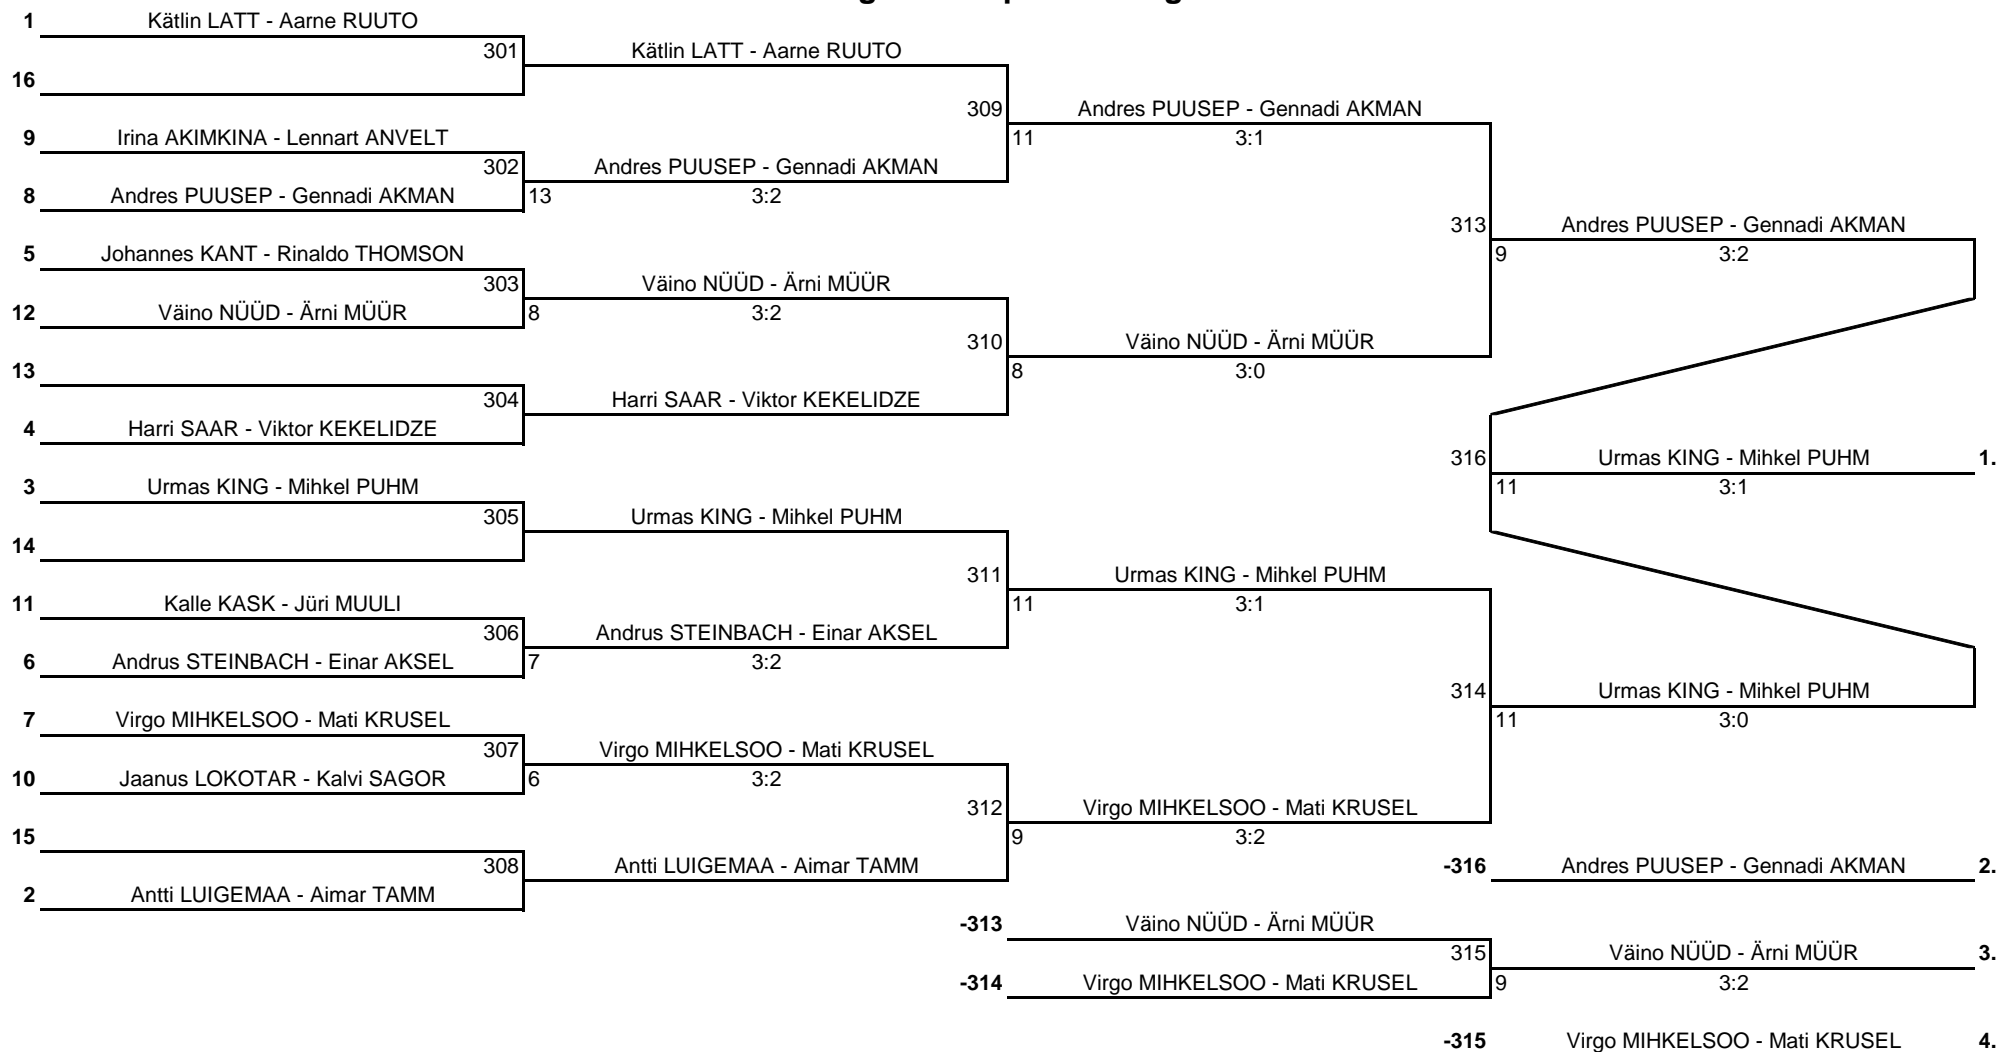 1 Kätlin LATT - Aarne RUUTO
301 Kätlin LATT - Aarne RUUTO
16
309 Andres PUUSEP - Gennadi AKMAN
9 Irina AKIMKINA - Lennart ANVELT
11 3:1
302 Andres PUUSEP - Gennadi AKMAN
8 Andres PUUSEP - Gennadi AKMAN
13 3:2
313 Andres PUUSEP - Gennadi AKMAN
5 Johannes KANT - Rinaldo THOMSON
9 3:2
303 Väino NÜÜD - Ärni MÜÜR
12 Väino NÜÜD - Ärni MÜÜR
8 3:2
310 Väino NÜÜD - Ärni MÜÜR
13
8 3:0
304 Harri SAAR - Viktor KEKELIDZE
4 Harri SAAR - Viktor KEKELIDZE
316 Urmas KING - Mihkel PUHM 1.
3 Urmas KING - Mihkel PUHM
11 3:1
305 Urmas KING - Mihkel PUHM
14
311 Urmas KING - Mihkel PUHM
11 Kalle KASK - Jüri MUULI
11 3:1
306 Andrus STEINBACH - Einar AKSEL
6 Andrus STEINBACH - Einar AKSEL
7 3:2
314 Urmas KING - Mihkel PUHM
7 Virgo MIHKELSOO - Mati KRUSEL
11 3:0
307 Virgo MIHKELSOO - Mati KRUSEL
10 Jaanus LOKOTAR - Kalvi SAGOR
6 3:2
312 Virgo MIHKELSOO - Mati KRUSEL
15
9 3:2
308 Antti LUIGEMAA - Aimar TAMM
-316 Andres PUUSEP - Gennadi AKMAN 2.
2 Antti LUIGEMAA - Aimar TAMM
-313 Väino NÜÜD - Ärni MÜÜR
315 Väino NÜÜD - Ärni MÜÜR 3.
-314 Virgo MIHKELSOO - Mati KRUSEL
9 3:2
-315 Virgo MIHKELSOO - Mati KRUSEL 4.